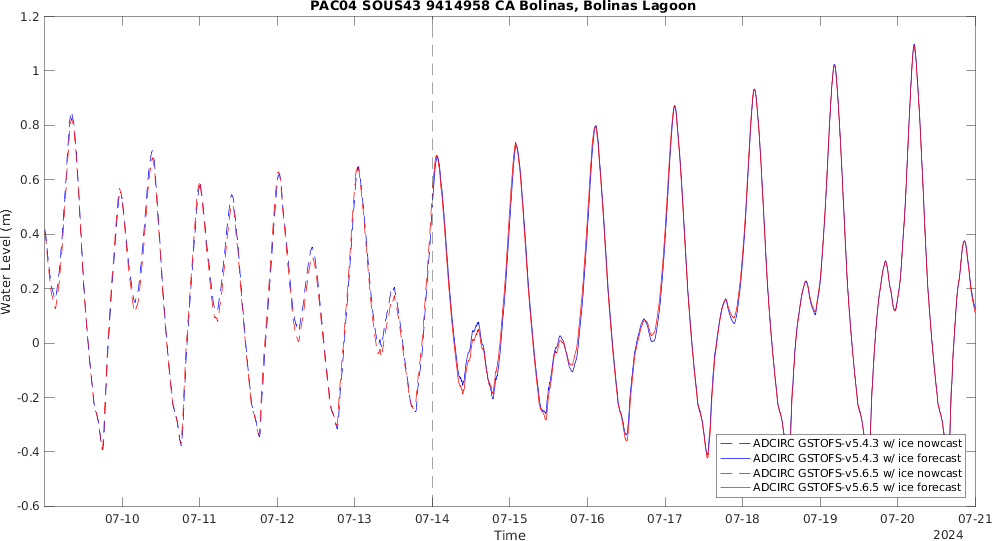 PAC04 SOUS43 9414958 CA Bolinas, Bolinas Lagoon
1.2
1
0.8
0.6
0.4
0.2
0
-0.2
-0.4
-0.6
Water Level (m)
07-10 07-11 07-12 07-13 07-14 07-15 07-16 07-17 07-18 07-19 07-20 07-21
Time
2024
ADCIRC GSTOFS-v5.4.3 w/ ice nowcast
ADCIRC GSTOFS-v5.4.3 w/ ice forecast
ADCIRC GSTOFS-v5.6.5 w/ ice nowcast
ADCIRC GSTOFS-v5.6.5 w/ ice forecast